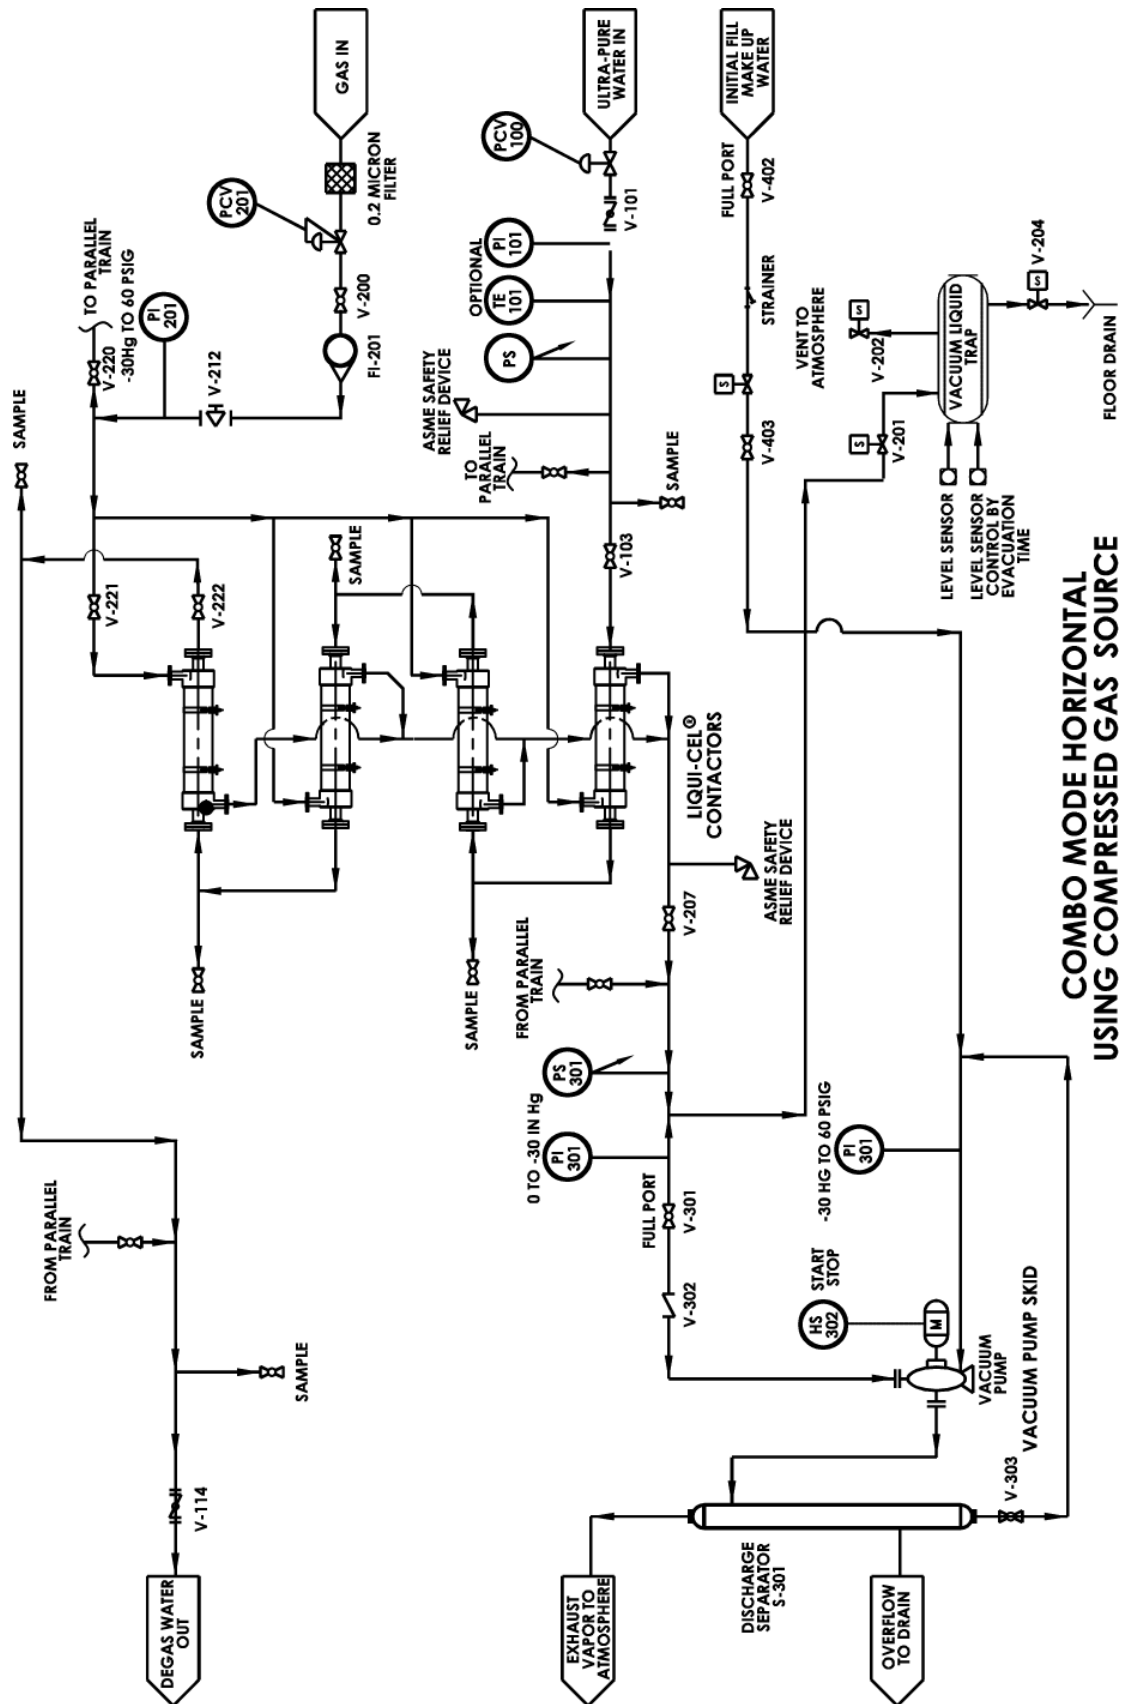 GAS IN
0.2 MICRON
FILTER
PCV
201
V-200
FI-201
TO PARALLEL
TRAIN
-30Hg TO 60 PSIG
V-220
PI
201
V-212
SAMPLE
V-221
V-222
SAMPLE
SAMPLE
SAMPLE
ULTRA-PURE
WATER IN
PCV
100
V-101
OPTIONAL
PI
101
TE
101
PS
ASME SAFETY
RELIEF DEVICE
TO
PARALLEL
TRAIN
SAMPLE
V-103
LIQUI-CEL®
CONTACTORS
INITIAL FILL
MAKE UP
WATER
FULL PORT
V-402
STRAINER
S
V-403
VENT TO
ATMOSPHERE
S
V-202
S
V-201
VACUUM LIQUID
TRAP
S
V-204
FLOOR DRAIN
LEVEL SENSOR
LEVEL SENSOR
CONTROL BY
EVACUATION
TIME
ASME SAFETY
RELIEF DEVICE
V-207
FROM PARALLEL
TRAIN
PS
301
0 TO -30 IN Hg
PI
301
FULL PORT
V-301
V-302
-30 HG TO 60 PSIG
PI
301
START
STOP
HS
302
M
VACUUM
PUMP
VACUUM PUMP SKID
V-303
DISCHARGE
SEPARATOR
S-301
EXHAUST
VAPOR TO
ATMOSPHERE
OVERFLOW
TO DRAIN
FROM PARALLEL
TRAIN
SAMPLE
V-114
DEGAS WATER
OUT
COMBO MODE HORIZONTAL
USING COMPRESSED GAS SOURCE